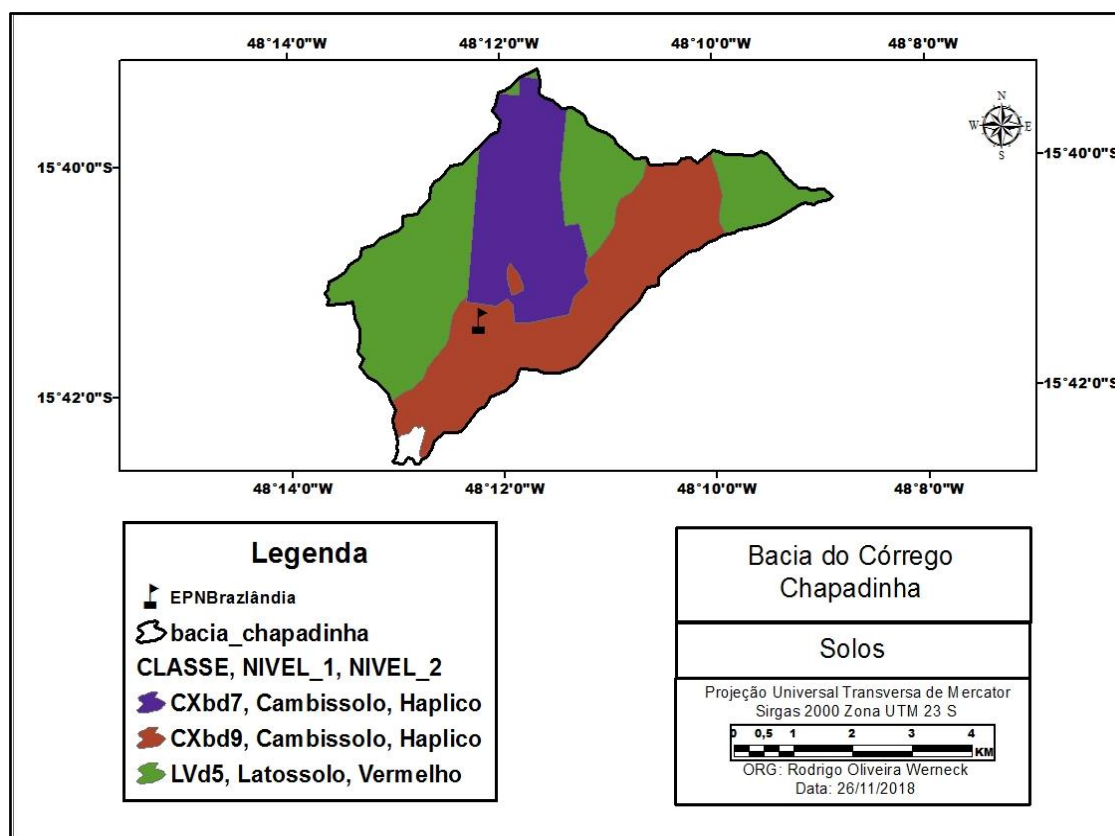 48°14'0"W 48°12'0"W 48°10'0"W 48°8'0"W
N
W E
S
15°40'0"S 15°40'0"S
15°42'0"S 15°42'0"S
48°14'0"W 48°12'0"W 48°10'0"W 48°8'0"W
Legenda
EPNBrazlândia
bacia_chapadinha
CLASSE, NIVEL_1, NIVEL_2
CXbd7, Cambissolo, Haplico
CXbd9, Cambissolo, Haplico
LVd5, Latossolo, Vermelho
Bacia do Córrego
Chapadinha
Solos
Projeção Universal Transversa de Mercator
Sirgas 2000 Zona UTM 23 S
0 0,5 1 2 3 4
KM
ORG: Rodrigo Oliveira Werneck
Data: 26/11/2018